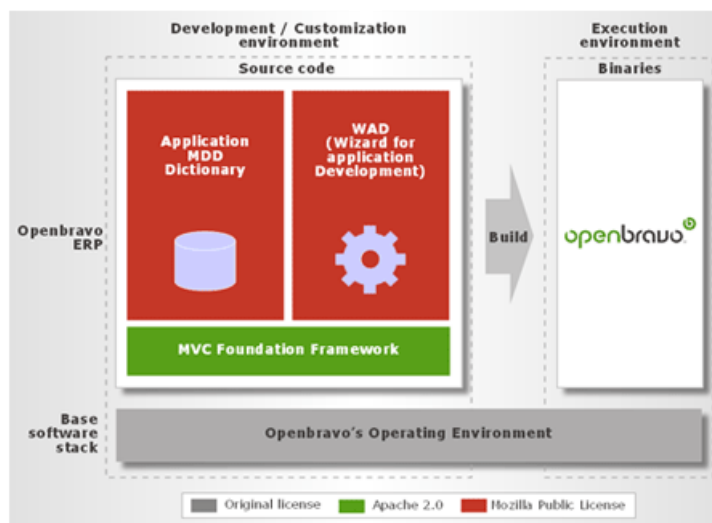 Development / Customization
environment
Execution
environment
Source code
Binaries
Application
MDD
Dictionary
WAD
(Wizard for
application
Development)
Openbravo
ERP
Build
openbravo
MVC Foundation Framework
Base
software
stack
Openbravo's Operating Environment
Original license
Apache 2.0
Mozilla Public License